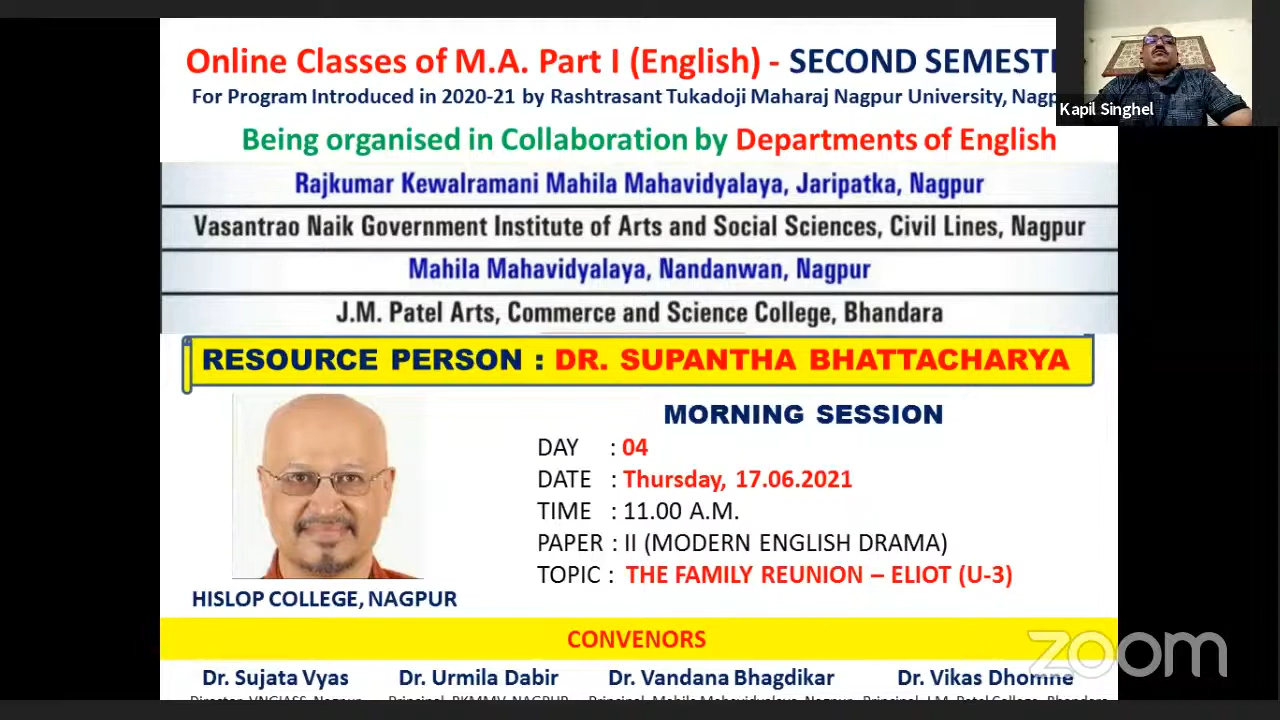 Online Classes of M.A. Part I (English) - SECOND SEMEST
For Program Introduced in 2020-21 by Rashtrasant Tukadoji Maharaj Nagpur University, Nagp
Kapil Singhel
Being organised in Collaboration by Departments of English
Rajkumar Kewalramani Mahila Mahavidyalaya, Jaripatka, Nagpur
Vasantrao Naik Government Institute of Arts and Social Sciences, Civil Lines, Nagpur
Mahila Mahavidyalaya, Nandanwan, Nagpur
J.M. Patel Arts, Commerce and Science College, Bhandara
RESOURCE PERSON : DR. SUPANTHA BHATTACHARYA
MORNING SESSION
DAY : 04
DATE : Thursday, 17.06.2021
TIME : 11.00 A.M.
PAPER : II (MODERN ENGLISH DRAMA)
TOPIC : THE FAMILY REUNION – ELIOT (U-3)
HISLOP COLLEGE, NAGPUR
CONVENORS
zoom
Dr. Sujata Vyas Dr. Urmila Dabir Dr. Vandana Bhagdikar Dr. Vikas Dhomne